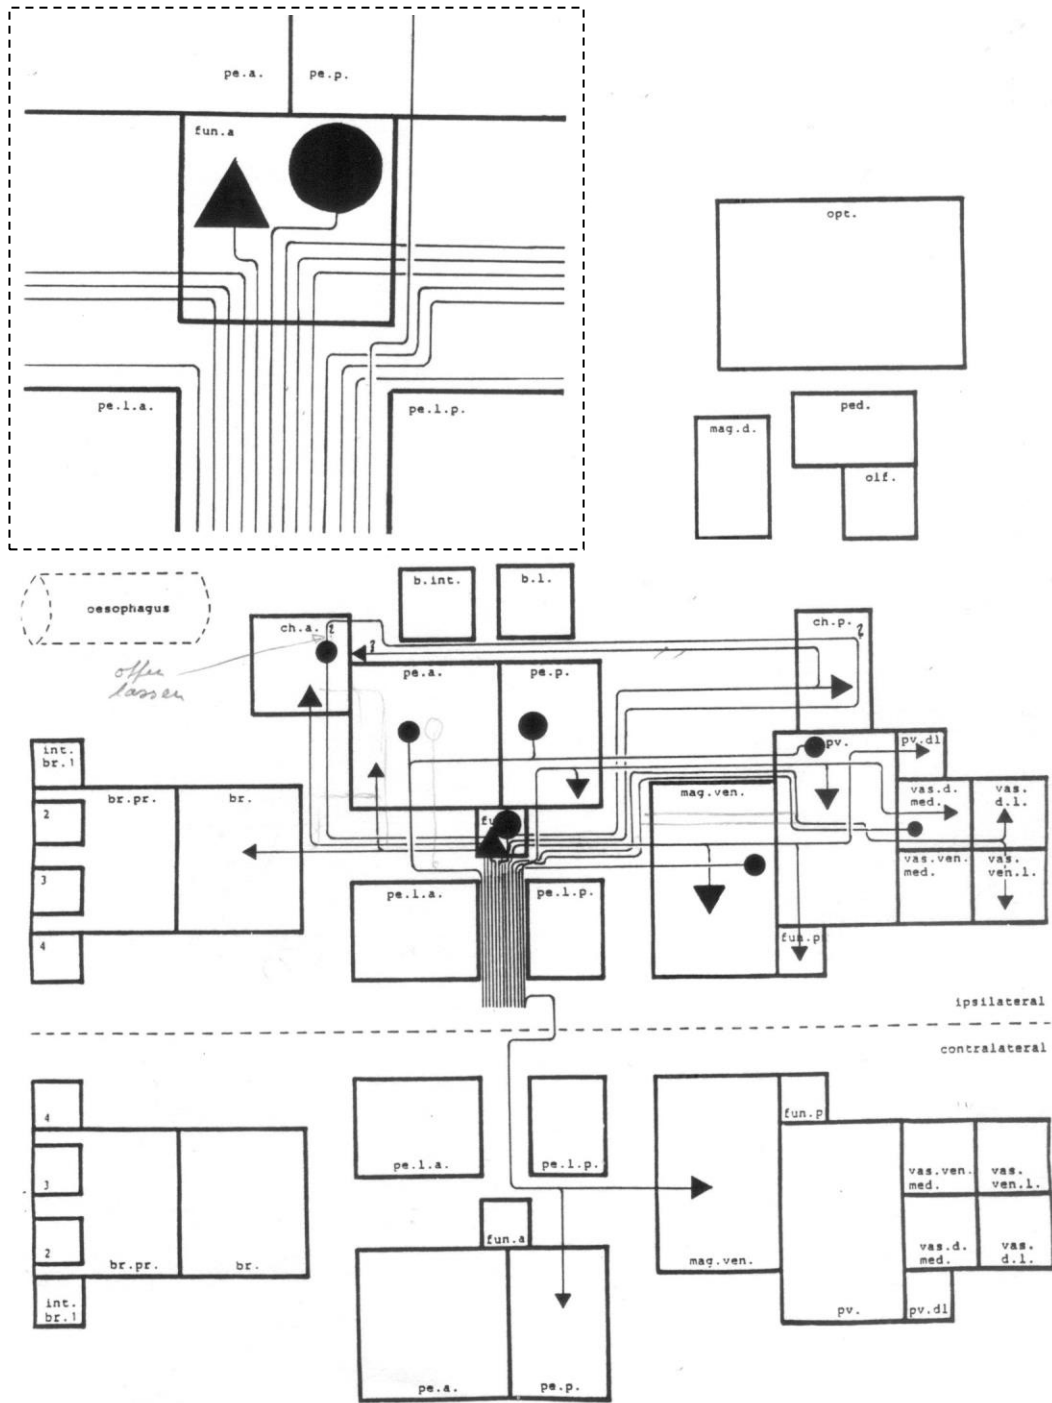 pe.a.
pe.p.
fun.a
pe.l.a.
pe.l.p.
opt.
ped.
mag.d.
olf.
oesophagus
b.int.
b.l.
ch.a.
ch.p.
offen
lassen
pe.a.
pe.p.
int.
br.1
br.pr.
br.
2
3
4
pv.
pv.dl
mag.ven.
vas.d.
med.
vas.
d.l.
vas.ven.
med.
vas.
ven.l.
pe.l.a.
pe.l.p.
fun.p
ipsilateral
contralateral
4
3
2
int.
br.1
br.pr.
br.
pe.l.a.
pe.l.p.
fun.a
pe.a.
pe.p.
mag.ven.
fun.p
pv.
vas.ven.
med.
vas.
ven.l.
vas.d.
med.
vas.
d.l.
pv.dl